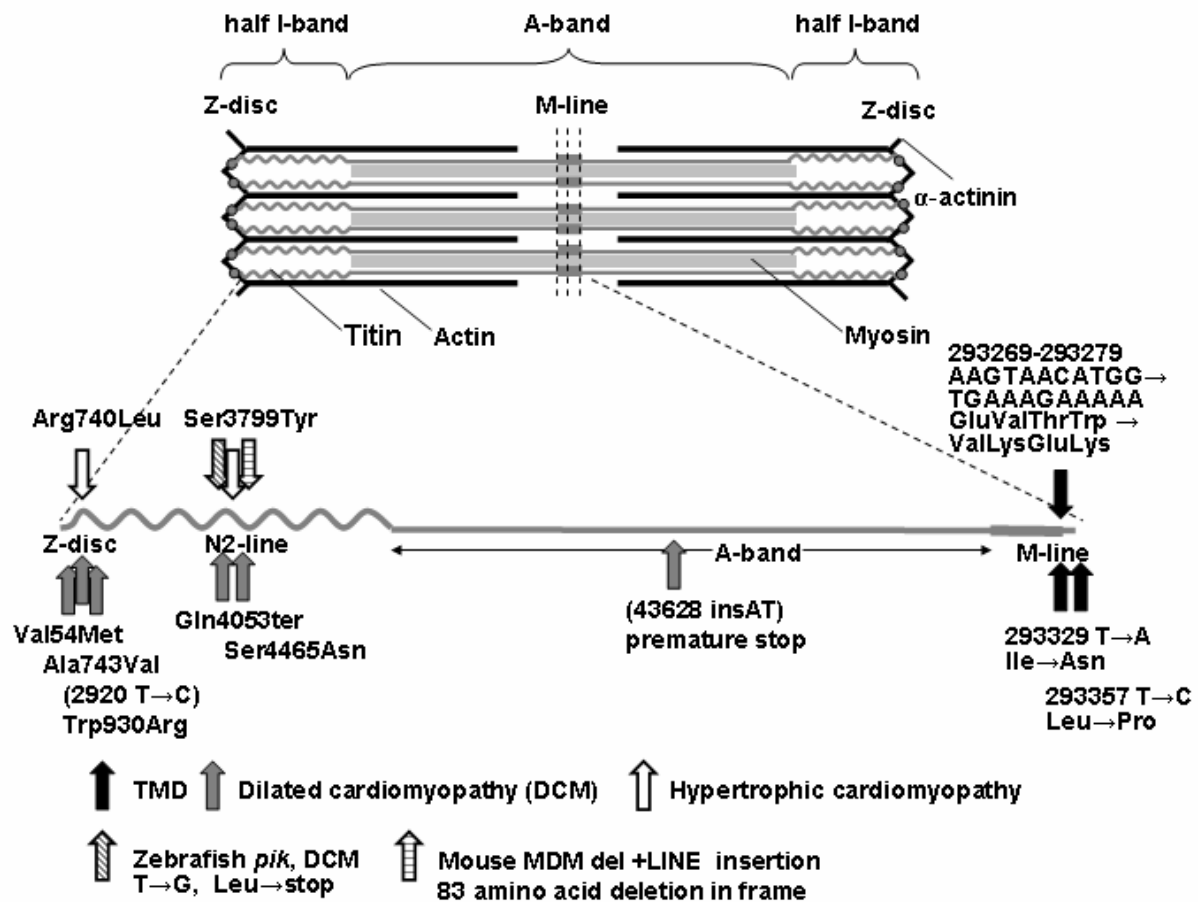 half I-band A-band half I-band
Z-disc M-line Z-disc
α-actinin
Titin Actin Myosin
293269-293279
AAGTAACATGG→
TGAAAGAAAAA
GluValThrTrp →
ValLysGluLys
Arg740Leu Ser3799Tyr
Z-disc N2-line A-band M-line
Val54Met
Ala743Val
(2920 T→C)
Trp930Arg
Gln4053ter
Ser4465Asn
(43628 insAT)
premature stop
293329 T→A
Ile→Asn
293357 T→C
Leu→Pro
TMD Dilated cardiomyopathy (DCM) Hypertrophic cardiomyopathy
Zebrafish pik, DCM
T→G, Leu→stop
Mouse MDM del +LINE insertion
83 amino acid deletion in frame